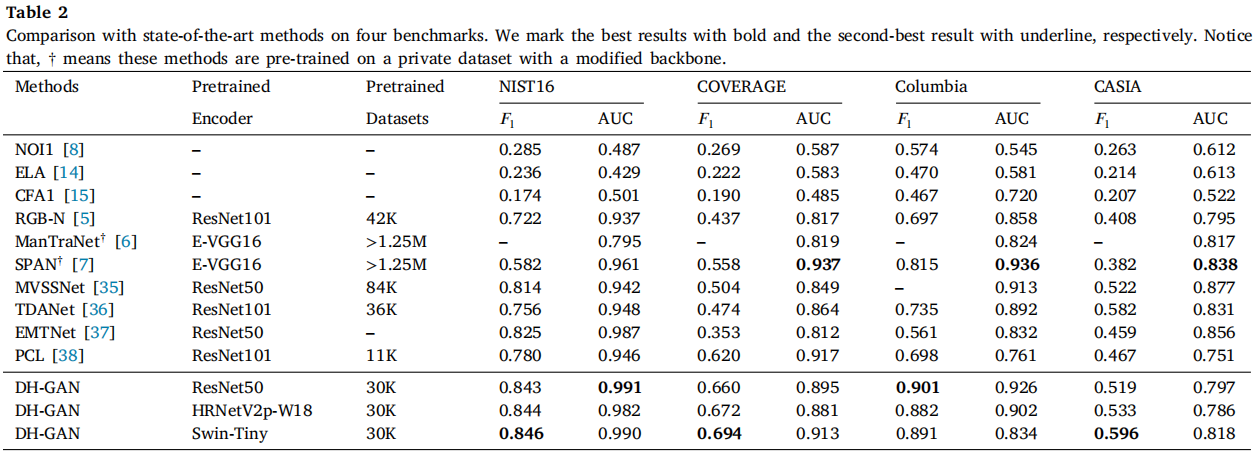 Table 2
Comparison with state-of-the-art methods on four benchmarks. We mark the best results with bold and the second-best result with underline, respectively. Notice
that, † means these methods are pre-trained on a private dataset with a modified backbone.
Methods Pretrained Pretrained NIST16 COVERAGE Columbia CASIA
Encoder Datasets F1 AUC F1 AUC F1 AUC F1 AUC
NOI1 [8] – – 0.285 0.487 0.269 0.587 0.574 0.545 0.263 0.612
ELA [14] – – 0.236 0.429 0.222 0.583 0.470 0.581 0.214 0.613
CFA1 [15] – – 0.174 0.501 0.190 0.485 0.467 0.720 0.207 0.522
RGB-N [5] ResNet101 42K 0.722 0.937 0.437 0.817 0.697 0.858 0.408 0.795
ManTraNet† [6] E-VGG16 >1.25M – 0.795 – 0.819 – 0.824 – 0.817
SPAN† [7] E-VGG16 >1.25M 0.582 0.961 0.558 0.937 0.815 0.936 0.382 0.838
MVSSNet [35] ResNet50 84K 0.814 0.942 0.504 0.849 – 0.913 0.522 0.877
TDANet [36] ResNet101 36K 0.756 0.948 0.474 0.864 0.735 0.892 0.582 0.831
EMTNet [37] ResNet50 – 0.825 0.987 0.353 0.812 0.561 0.832 0.459 0.856
PCL [38] ResNet101 11K 0.780 0.946 0.620 0.917 0.698 0.761 0.467 0.751
DH-GAN ResNet50 30K 0.843 0.991 0.660 0.895 0.901 0.926 0.519 0.797
DH-GAN HRNetV2p-W18 30K 0.844 0.982 0.672 0.881 0.882 0.902 0.533 0.786
DH-GAN Swin-Tiny 30K 0.846 0.990 0.694 0.913 0.891 0.834 0.596 0.818